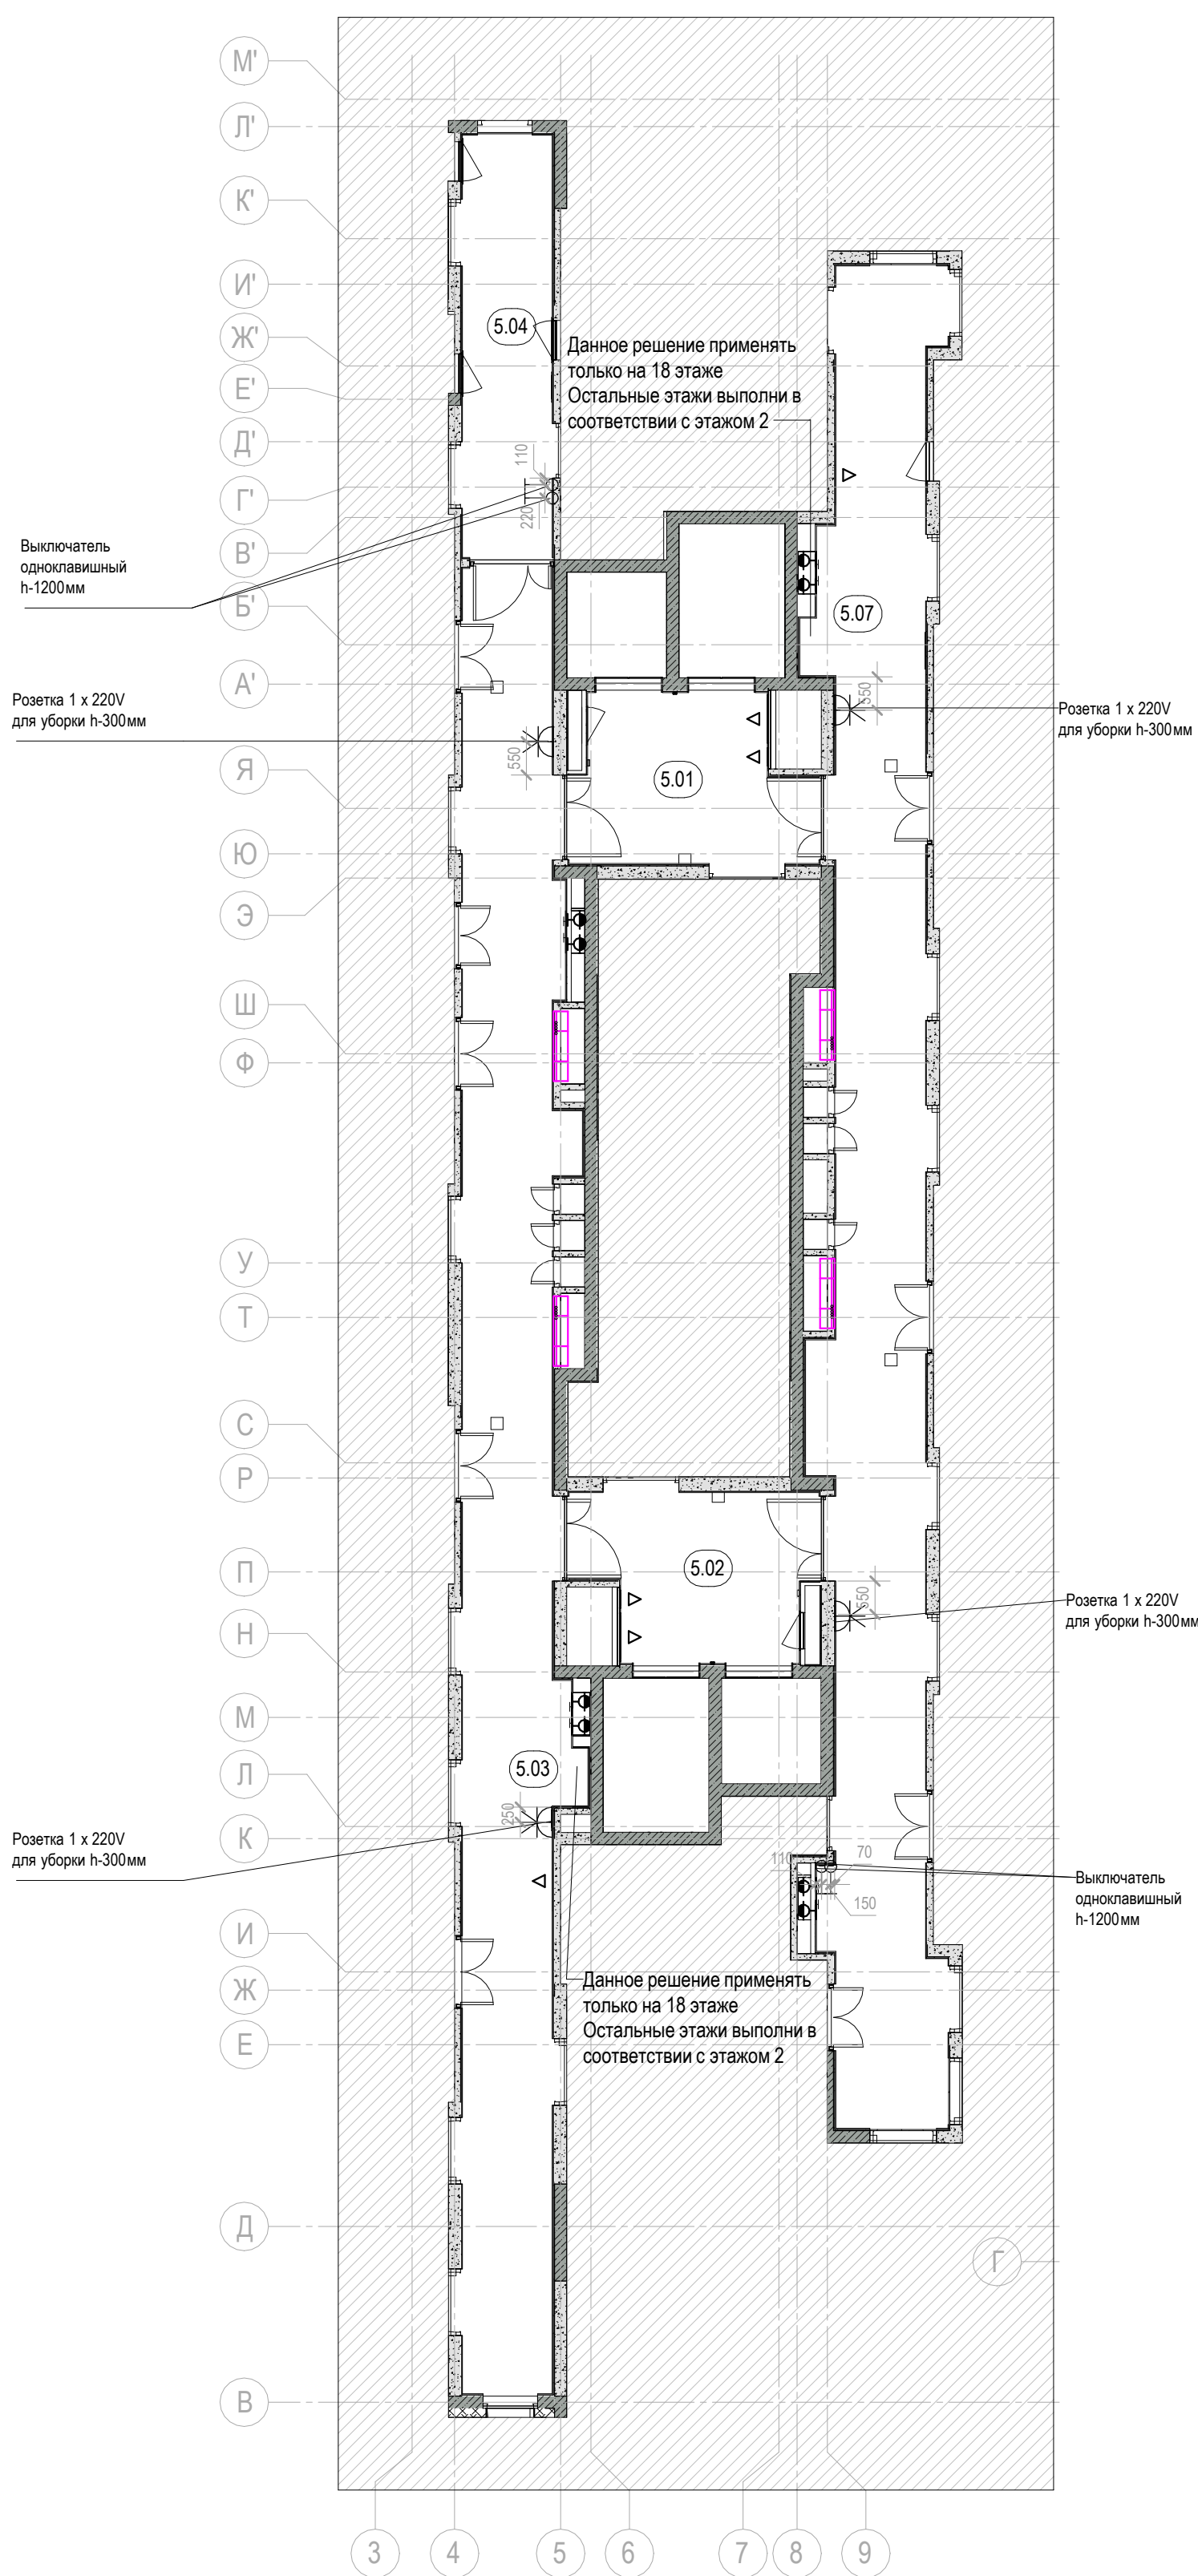 М'
Л'
К'
И'
5.04
Ж'
Данное решение применять
только на 18 этаже
Остальные этажи выполни в
соответствии с этажом 2
Е'
Д'
110
Г'
220
В'
Выключатель
одноклавишный
h-1200мм
Б'
5.07
А'
550
Розетка 1 x 220V
для уборки h-300мм
Розетка 1 x 220V
для уборки h-300мм
550
Я
5.01
Ю
Э
Ш
Ф
У
Т
С
Р
П
5.02
550
Розетка 1 x 220V
для уборки h-300мм
Н
М
5.03
Л
250
К
Розетка 1 x 220V
для уборки h-300мм
110
70
150
Выключатель
одноклавишный
h-1200мм
И
Данное решение применять
только на 18 этаже
Остальные этажи выполни в
соответствии с этажом 2
Ж
Е
Д
Г
В
3
4
5
6
7
8
9